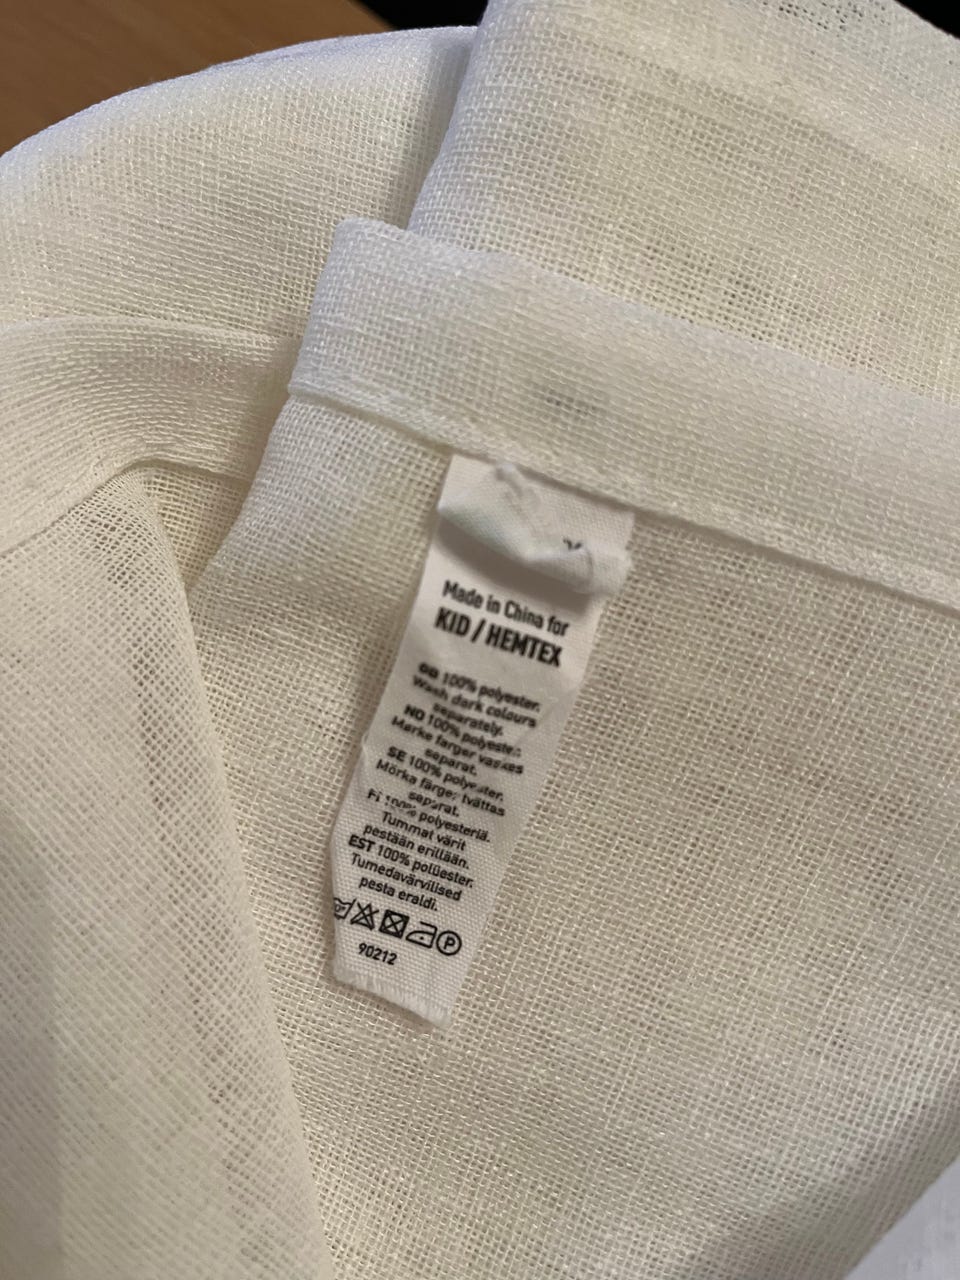 Made in China for
KID / HEMTEX
GB 100% polyester.
Wash dark colours
separately.
NO 100% polyester.
Mørke farger vaskes
separat.
SE 100% polyester.
Mörka färger tvättas
separat.
FI 100% polyesteriä.
Tummat värit
pestään erillään.
EST 100% polüester.
Tumedavärvilised
pesta eraldi.
P
90212